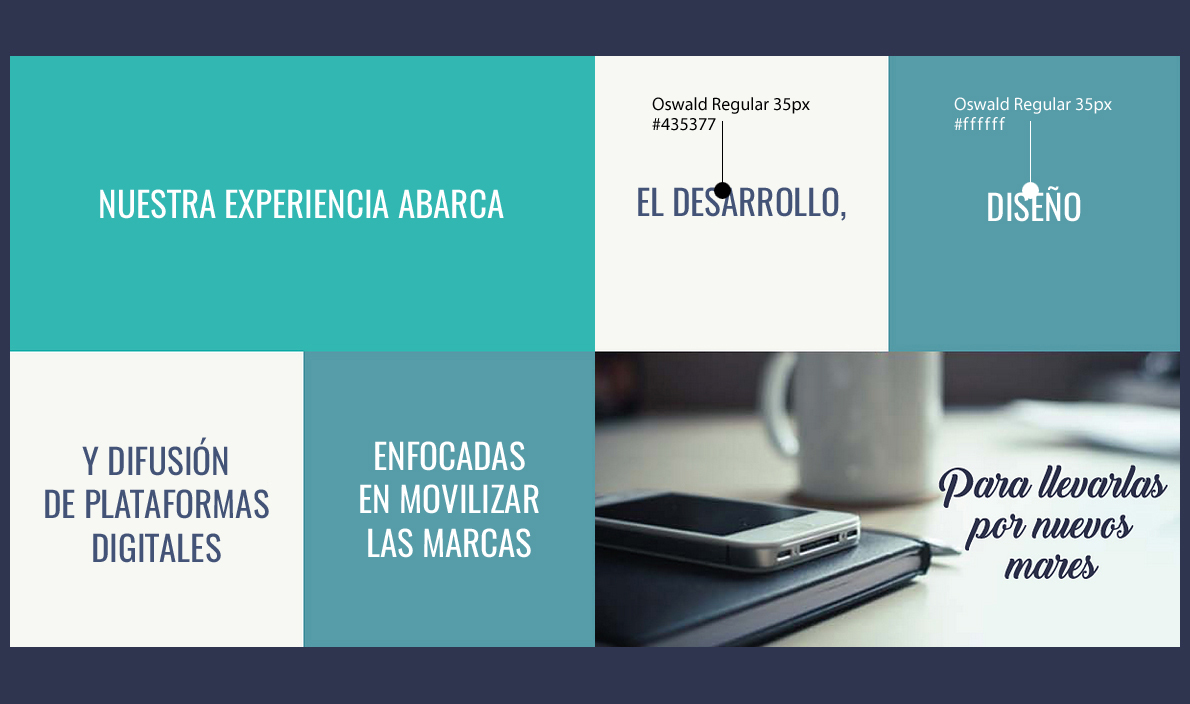 NUESTRA EXPERIENCIA ABARCA
Oswald Regular 35px
#435377
EL DESARROLLO,
Oswald Regular 35px
#ffffff
DISEÑO
Y DIFUSIÓN
DE PLATAFORMAS
DIGITALES
ENFOCADAS
EN MOVILIZAR
LAS MARCAS
Para llevarlas
por nuevos
mares